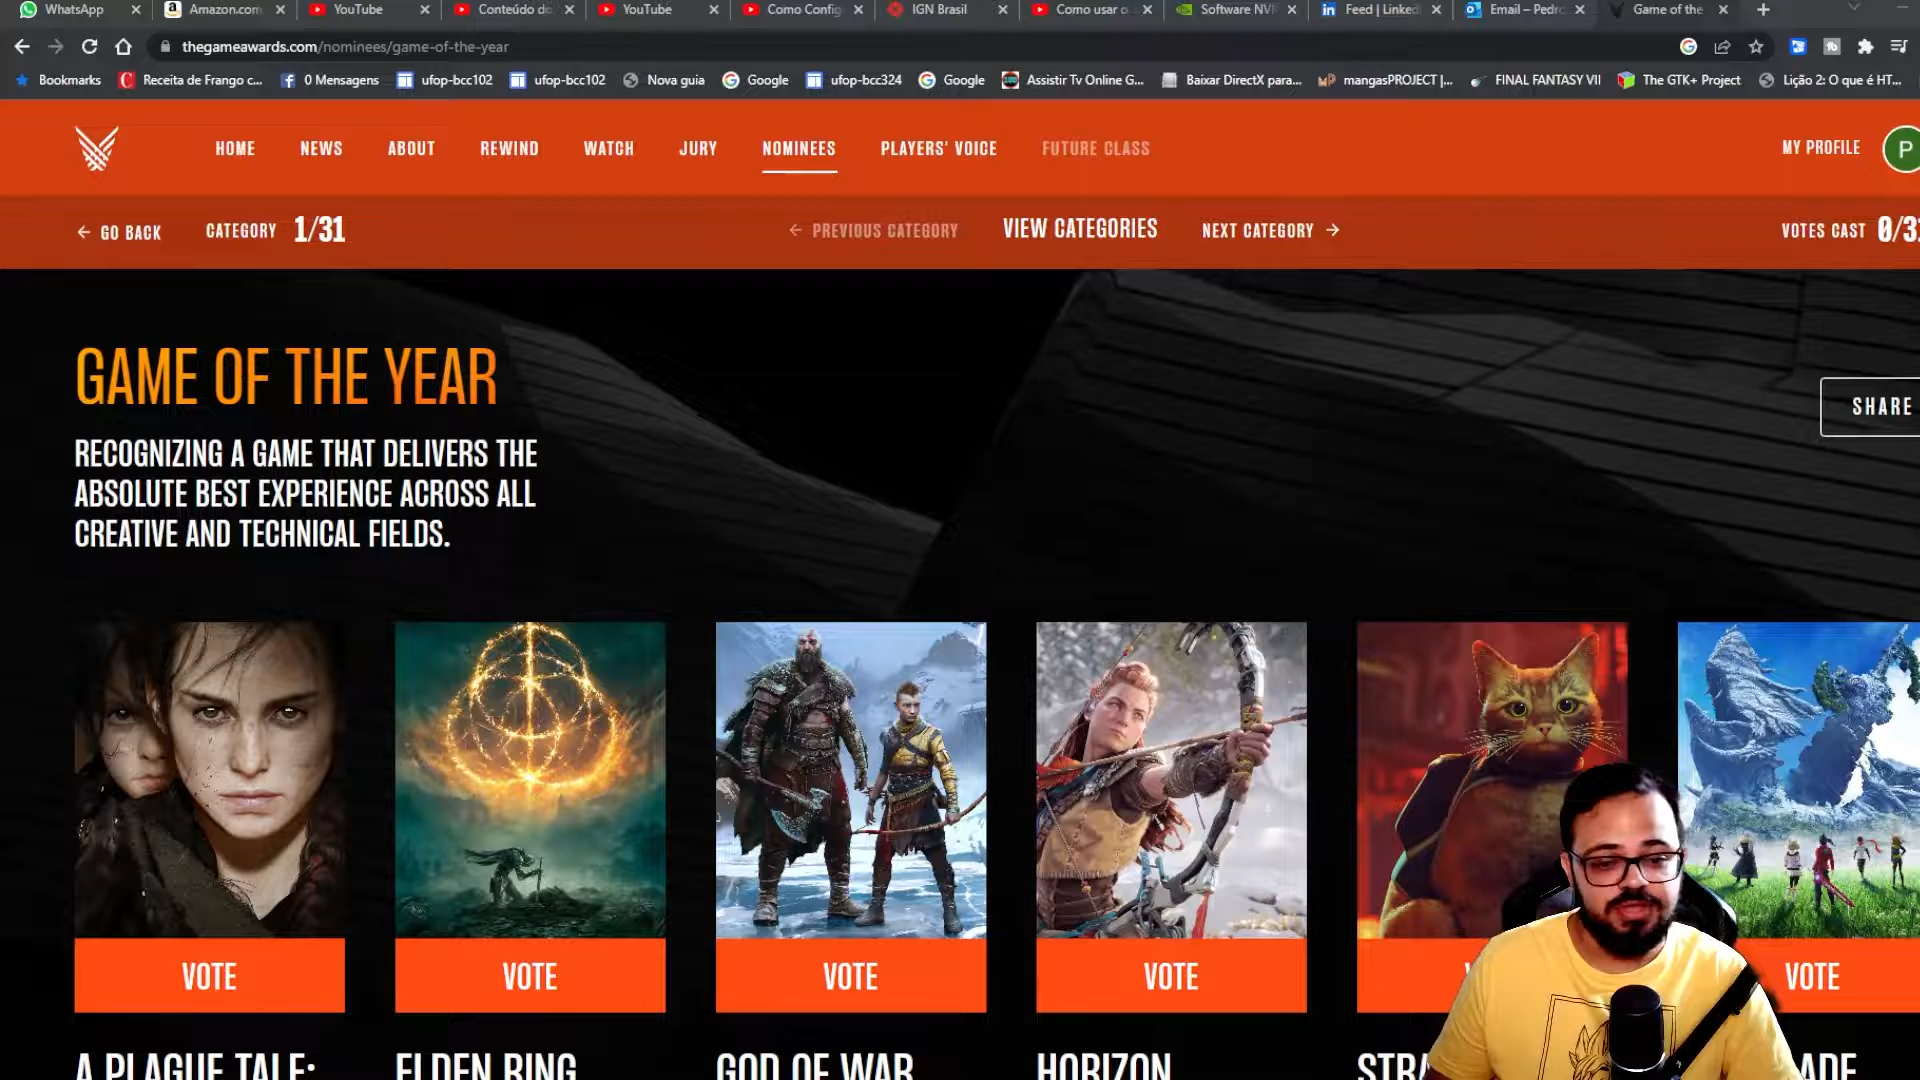 WhatsApp
Amazon.com
YouTube
Conteúdo do
YouTube
Como Config
IGN Brasil
Como usar o
Software NVI
Feed | Linked
Email – Pedro
Game of the
thegameawards.com/nominees/game-of-the-year
Bookmarks
Receita de Frango c...
0 Mensagens
ufop-bcc102
ufop-bcc102
Nova guia
Google
ufop-bcc324
Google
Assistir Tv Online G...
Baixar DirectX para...
mangasPROJECT |...
FINAL FANTASY VII
The GTK+ Project
Lição 2: O que é HT...
HOME
NEWS
ABOUT
REWIND
WATCH
JURY
NOMINEES
PLAYERS' VOICE
FUTURE CLASS
MY PROFILE
P
GO BACK
CATEGORY 1/31
PREVIOUS CATEGORY
VIEW CATEGORIES
NEXT CATEGORY
VOTES CAST 0/3
GAME OF THE YEAR
SHARE
RECOGNIZING A GAME THAT DELIVERS THE
ABSOLUTE BEST EXPERIENCE ACROSS ALL
CREATIVE AND TECHNICAL FIELDS.
VOTE
VOTE
VOTE
VOTE
VOTE
A PLAGUE TALE:
ELDEN RING
GOD OF WAR
HORIZON
STRA
ADE